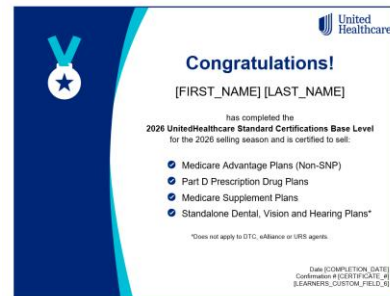 United
Healthcare
Congratulations!
[FIRST_NAME] [LAST_NAME]
has completed the
2026 UnitedHealthcare Standard Certifications Base Level
for the 2026 selling season and is certified to sell:
Medicare Advantage Plans (Non-SNP)
Part D Prescription Drug Plans
Medicare Supplement Plans
Standalone Dental, Vision and Hearing Plans*
*Does not apply to DTC, eAlliance or URS agents.
Date [COMPLETION_DATE]
Confirmation # [CERTIFICATE_#]
[LEARNERS_CUSTOM_FIELD_6]